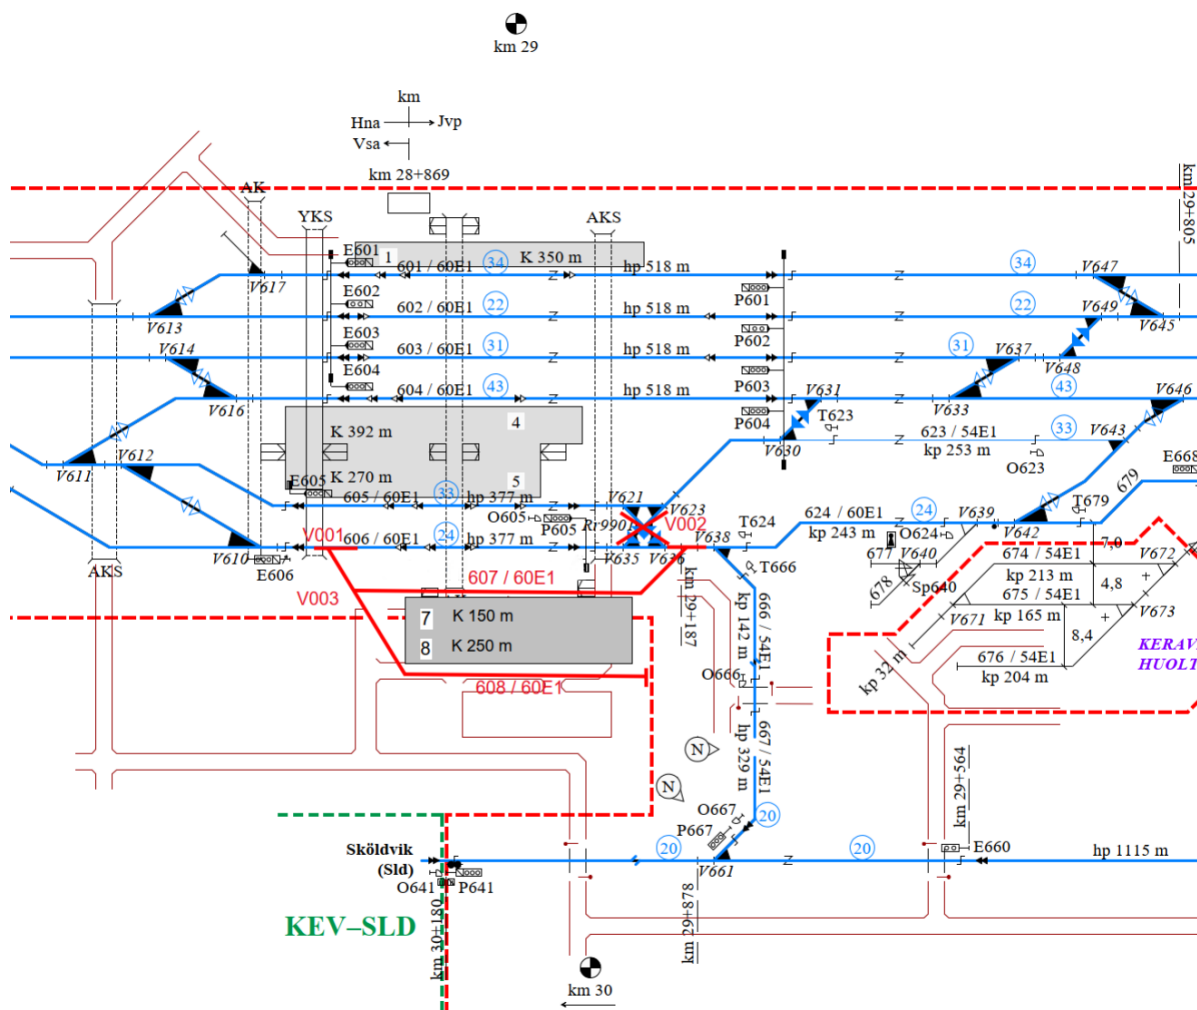 km 29
km
Hna
Jvp
Vsa
km 28+869
AK
YKS
AKS
km 29+805
E601
1
K 350 m
601 / 60E1
34
hp 518 m
34
V617
V647
P601
E602
602 / 60E1
22
hp 518 m
22
V613
V649
V645
P602
E603
V614
603 / 60E1
31
hp 518 m
31
V637
V648
E604
P603
604 / 60E1
43
hp 518 m
43
V616
V631
V633
V646
P604
T623
4
K 392 m
623 / 54E1
33
V643
kp 253 m
V630
V611
V612
K 270 m
5
O623
E668
E605
605 / 60E1
33
hp 377 m
V621
V623
679
T679
O605
P605
Rr9901
V002
T624
624 / 60E1
24
V639
kp 243 m
O624
V642
V001
606 / 60E1
24
hp 377 m
V610
V635
V636
V638
E606
AKS
T666
677
V640
678
Sp640
674 / 54E1
7,0
V672
kp 213 m
4,8
675 / 54E1
607 / 60E1
V003
7
K 150 m
8
K 250 m
km 29+187
kp 142 m
666 / 54E1
V671
kp 165 m
V673
8,4
KERAV
HUOLT
676 / 54E1
kp 204 m
kp 32 m
608 / 60E1
O666
667 / 54E1
hp 329 m
N
N
km 29+564
O667
P667
20
Sköldvik
(Sld)
20
20
E660
hp 1115 m
V661
O641
P641
KEV–SLD
km 30+180
km 29+878
km 30